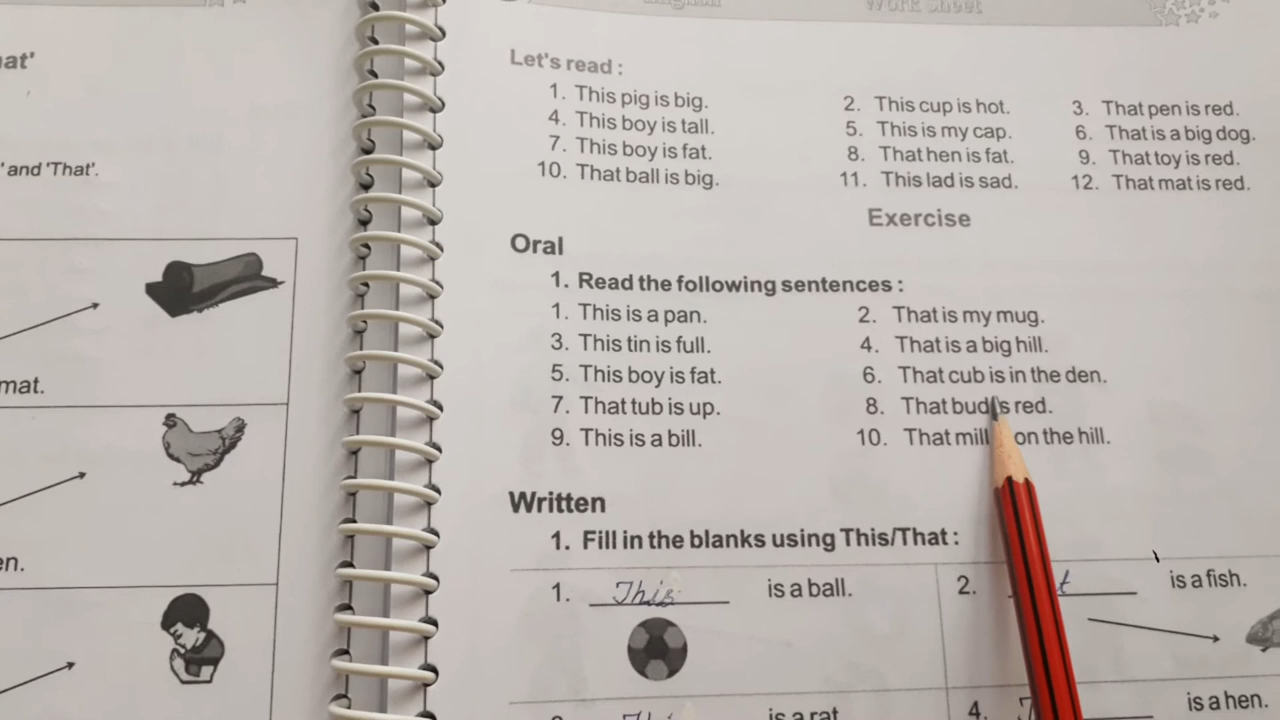 Work Sheet
at'
' and 'That'.
mat.
en.
Let's read :
1. This pig is big. 2. This cup is hot. 3. That pen is red.
4. This boy is tall. 5. This is my cap. 6. That is a big dog.
7. This boy is fat. 8. That hen is fat. 9. That toy is red.
10. That ball is big. 11. This lad is sad. 12. That mat is red.
Exercise
Oral
1. Read the following sentences :
1. This is a pan. 2. That is my mug.
3. This tin is full. 4. That is a big hill.
5. This boy is fat. 6. That cub is in the den.
7. That tub is up. 8. That bud is red.
9. This is a bill. 10. That mill on the hill.
Written
1. Fill in the blanks using This/That :
1. This is a ball. 2. t is a fish.
is a rat 4. is a hen.